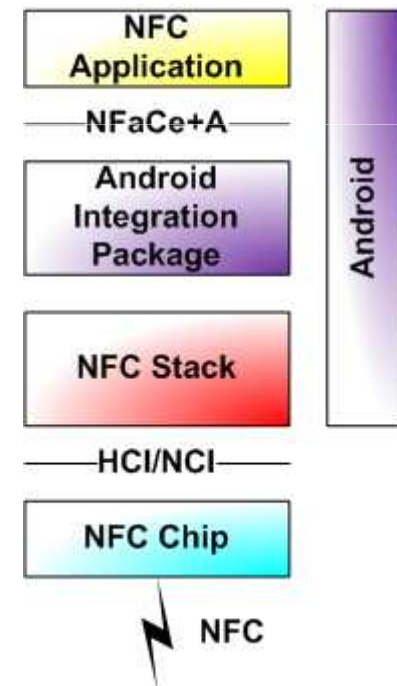 NFC
Application
NFaCe+A
Android
Integration
Package
Android
NFC Stack
HCI/NCI
NFC Chip
NFC